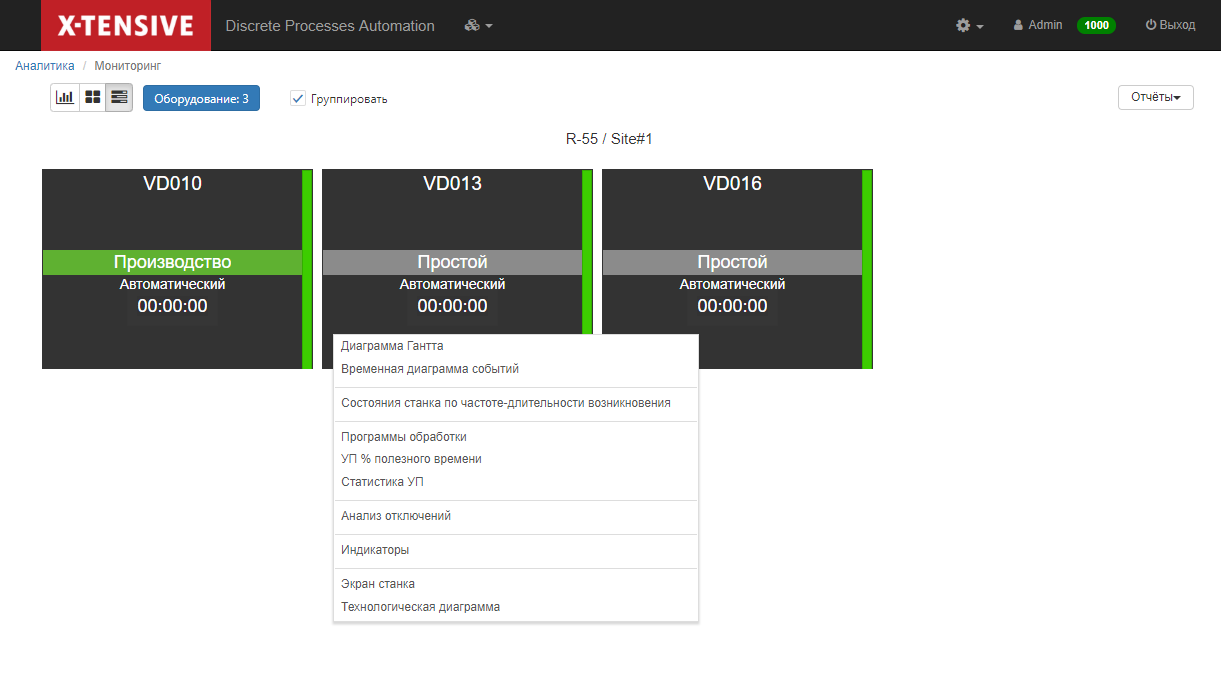 X-TENSIVE Discrete Processes Automation Admin 1000 Выход
Аналитика / Мониторинг
Оборудование: 3 Группировать Отчёты
R-55 / Site#1
VD010 VD013 VD016
Производство Простой Простой
Автоматический Автоматический Автоматический
00:00:00 00:00:00 00:00:00
Диаграмма Гантта
Временная диаграмма событий
Состояния станка по частоте-длительности возникновения
Программы обработки
УП % полезного времени
Статистика УП
Анализ отключений
Индикаторы
Экран станка
Технологическая диаграмма